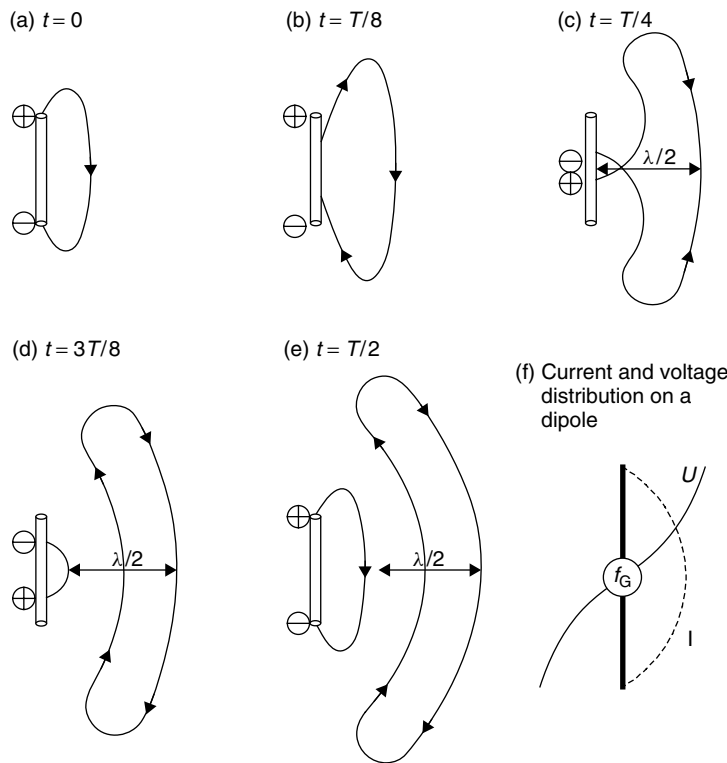 (a) t = 0
(b) t = T/8
(c) t = T/4
λ/2
(d) t = 3T/8
(e) t = T/2
(f) Current and voltage
distribution on a
dipole
λ/2
λ/2
U
f_G
I